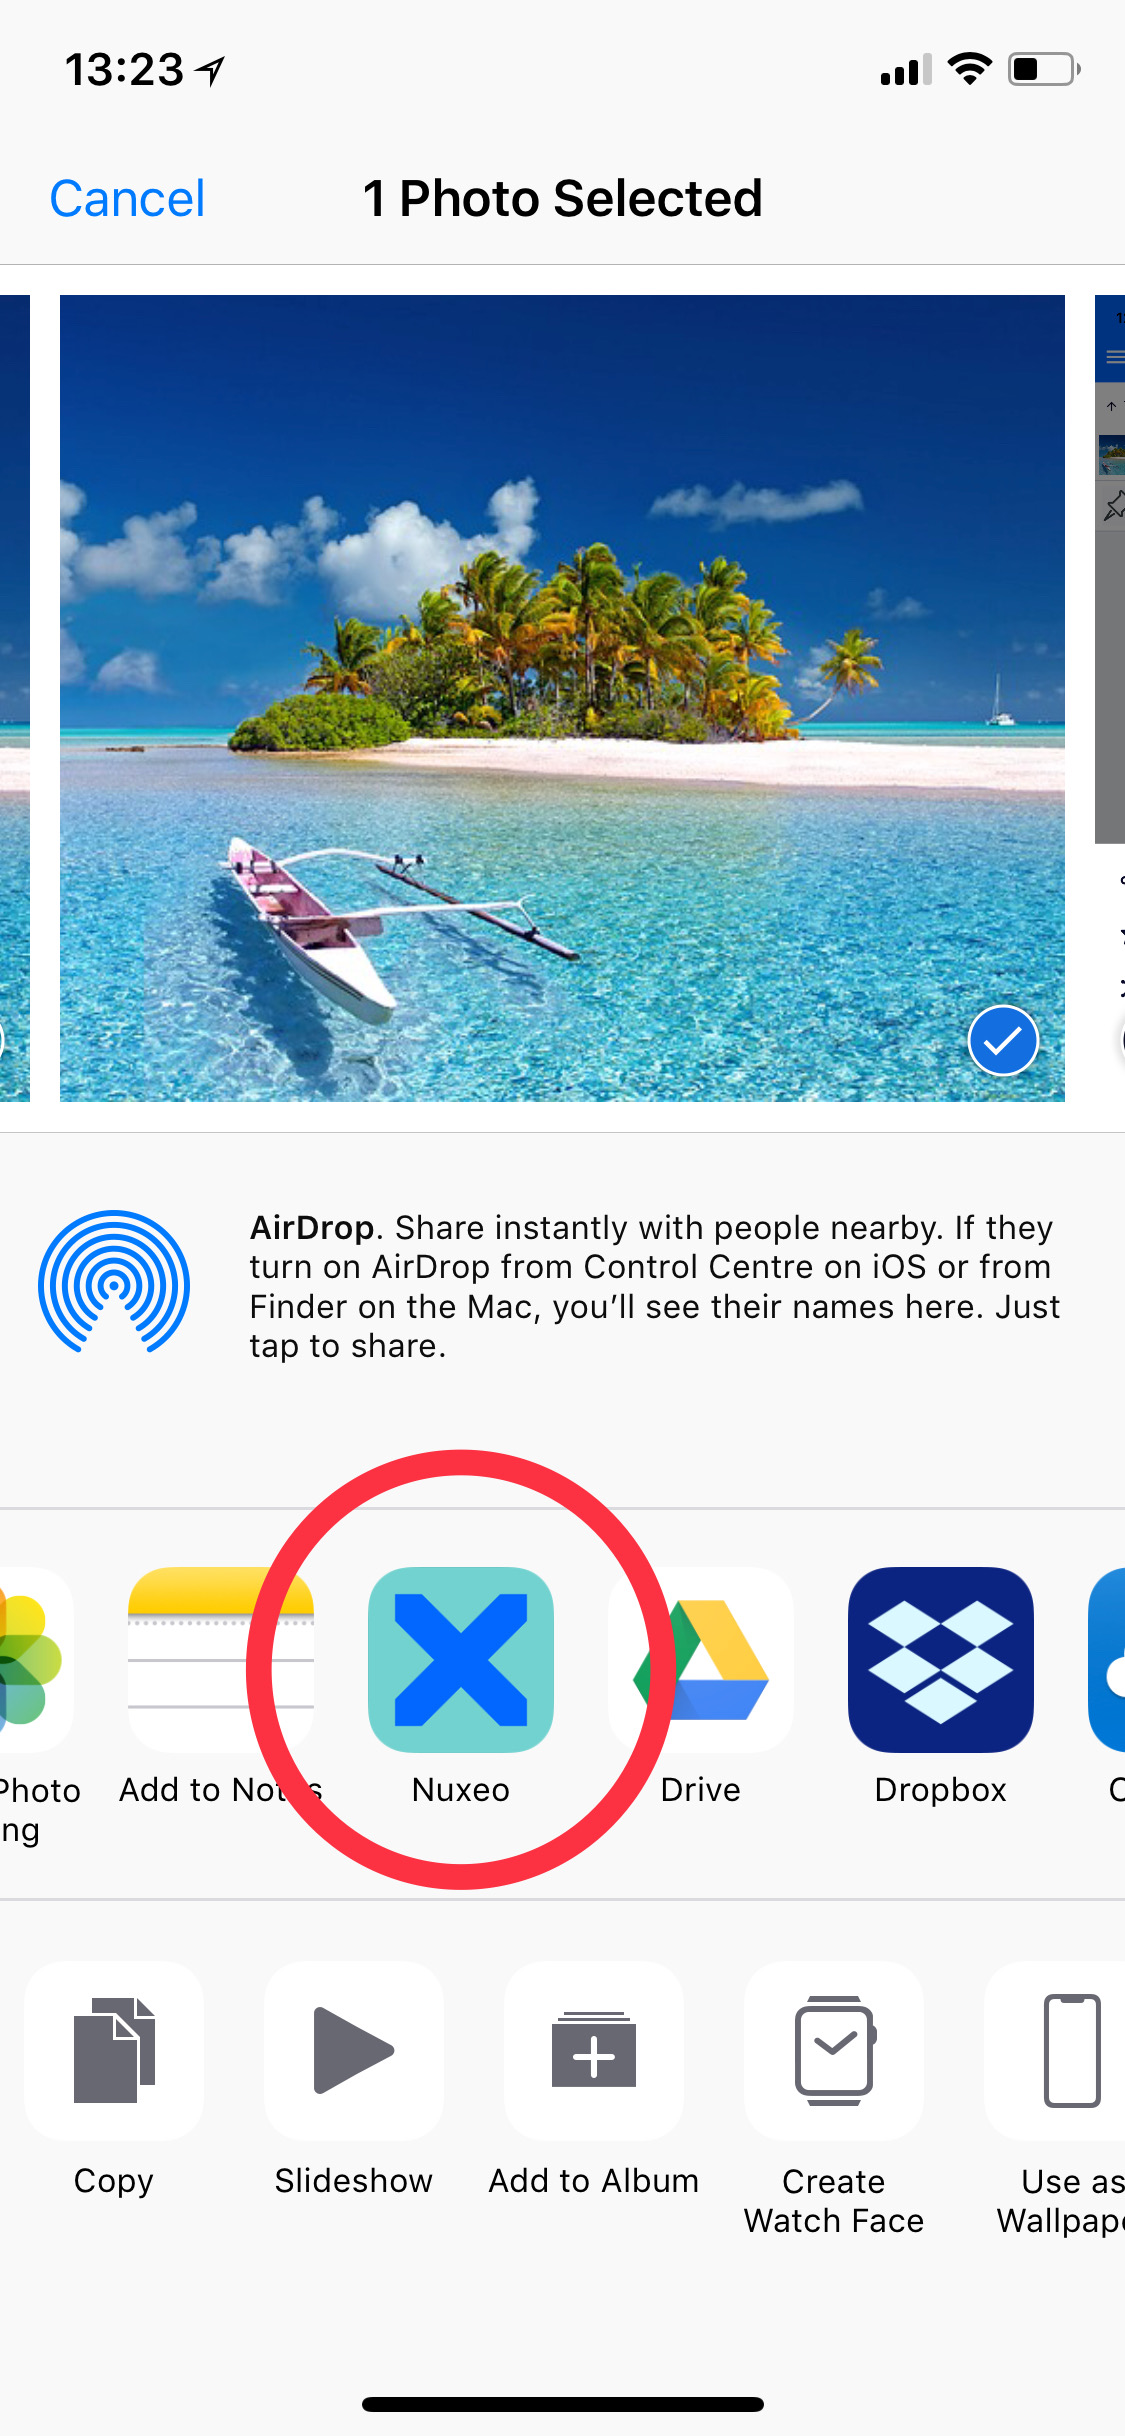 13:23
Cancel
1 Photo Selected
AirDrop. Share instantly with people nearby. If they
turn on AirDrop from Control Centre on iOS or from
Finder on the Mac, you’ll see their names here. Just
tap to share.
Photo
ng
Add to Notes
Nuxeo
Drive
Dropbox
Copy
Slideshow
Add to Album
Create
Watch Face
Use as
Wallpap